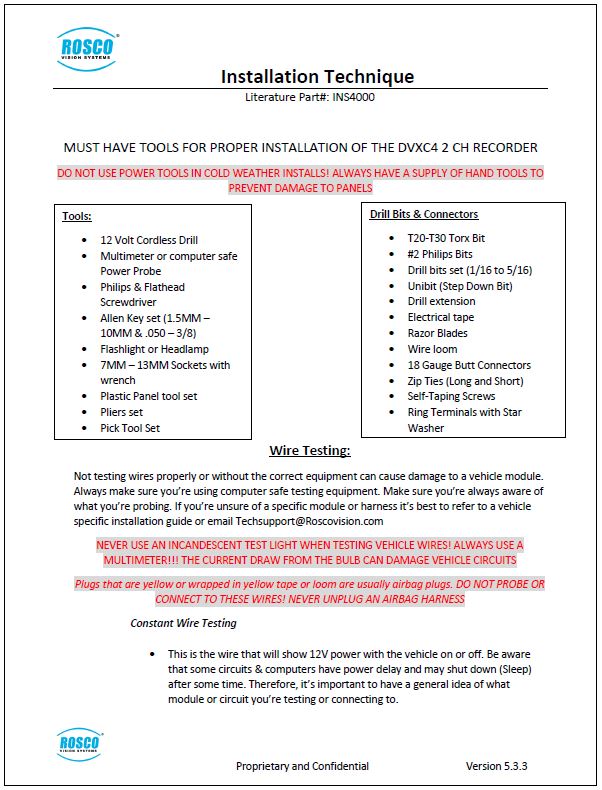 ROSCO
VISION SYSTEMS
Installation Technique
Literature Part#: INS4000
MUST HAVE TOOLS FOR PROPER INSTALLATION OF THE DVXC4 2 CH RECORDER
DO NOT USE POWER TOOLS IN COLD WEATHER INSTALLS! ALWAYS HAVE A SUPPLY OF HAND TOOLS TO
PREVENT DAMAGE TO PANELS
Tools:
• 12 Volt Cordless Drill
• Multimeter or computer safe
Power Probe
• Philips & Flathead
Screwdriver
• Allen Key set (1.5MM –
10MM & .050 – 3/8)
• Flashlight or Headlamp
• 7MM – 13MM Sockets with
wrench
• Plastic Panel tool set
• Pliers set
• Pick Tool Set
Drill Bits & Connectors
• T20-T30 Torx Bit
• #2 Philips Bits
• Drill bits set (1/16 to 5/16)
• Unibit (Step Down Bit)
• Drill extension
• Electrical tape
• Razor Blades
• Wire loom
• 18 Gauge Butt Connectors
• Zip Ties (Long and Short)
• Self-Taping Screws
• Ring Terminals with Star
Washer
Wire Testing:
Not testing wires properly or without the correct equipment can cause damage to a vehicle module.
Always make sure you're using computer safe testing equipment. Make sure you're always aware of
what you're probing. If you're unsure of a specific module or harness it's best to refer to a vehicle
specific installation guide or email Techsupport@Roscovision.com
NEVER USE AN INCANDESCENT TEST LIGHT WHEN TESTING VEHICLE WIRES! ALWAYS USE A
MULTIMETER!!! THE CURRENT DRAW FROM THE BULB CAN DAMAGE VEHICLE CIRCUITS
Plugs that are yellow or wrapped in yellow tape or loom are usually airbag plugs. DO NOT PROBE OR
CONNECT TO THESE WIRES! NEVER UNPLUG AN AIRBAG HARNESS
Constant Wire Testing
• This is the wire that will show 12V power with the vehicle on or off. Be aware
that some circuits & computers have power delay and may shut down (Sleep)
after some time. Therefore, it's important to have a general idea of what
module or circuit you're testing or connecting to.
ROSCO
VISION SYSTEMS
Proprietary and Confidential
Version 5.3.3